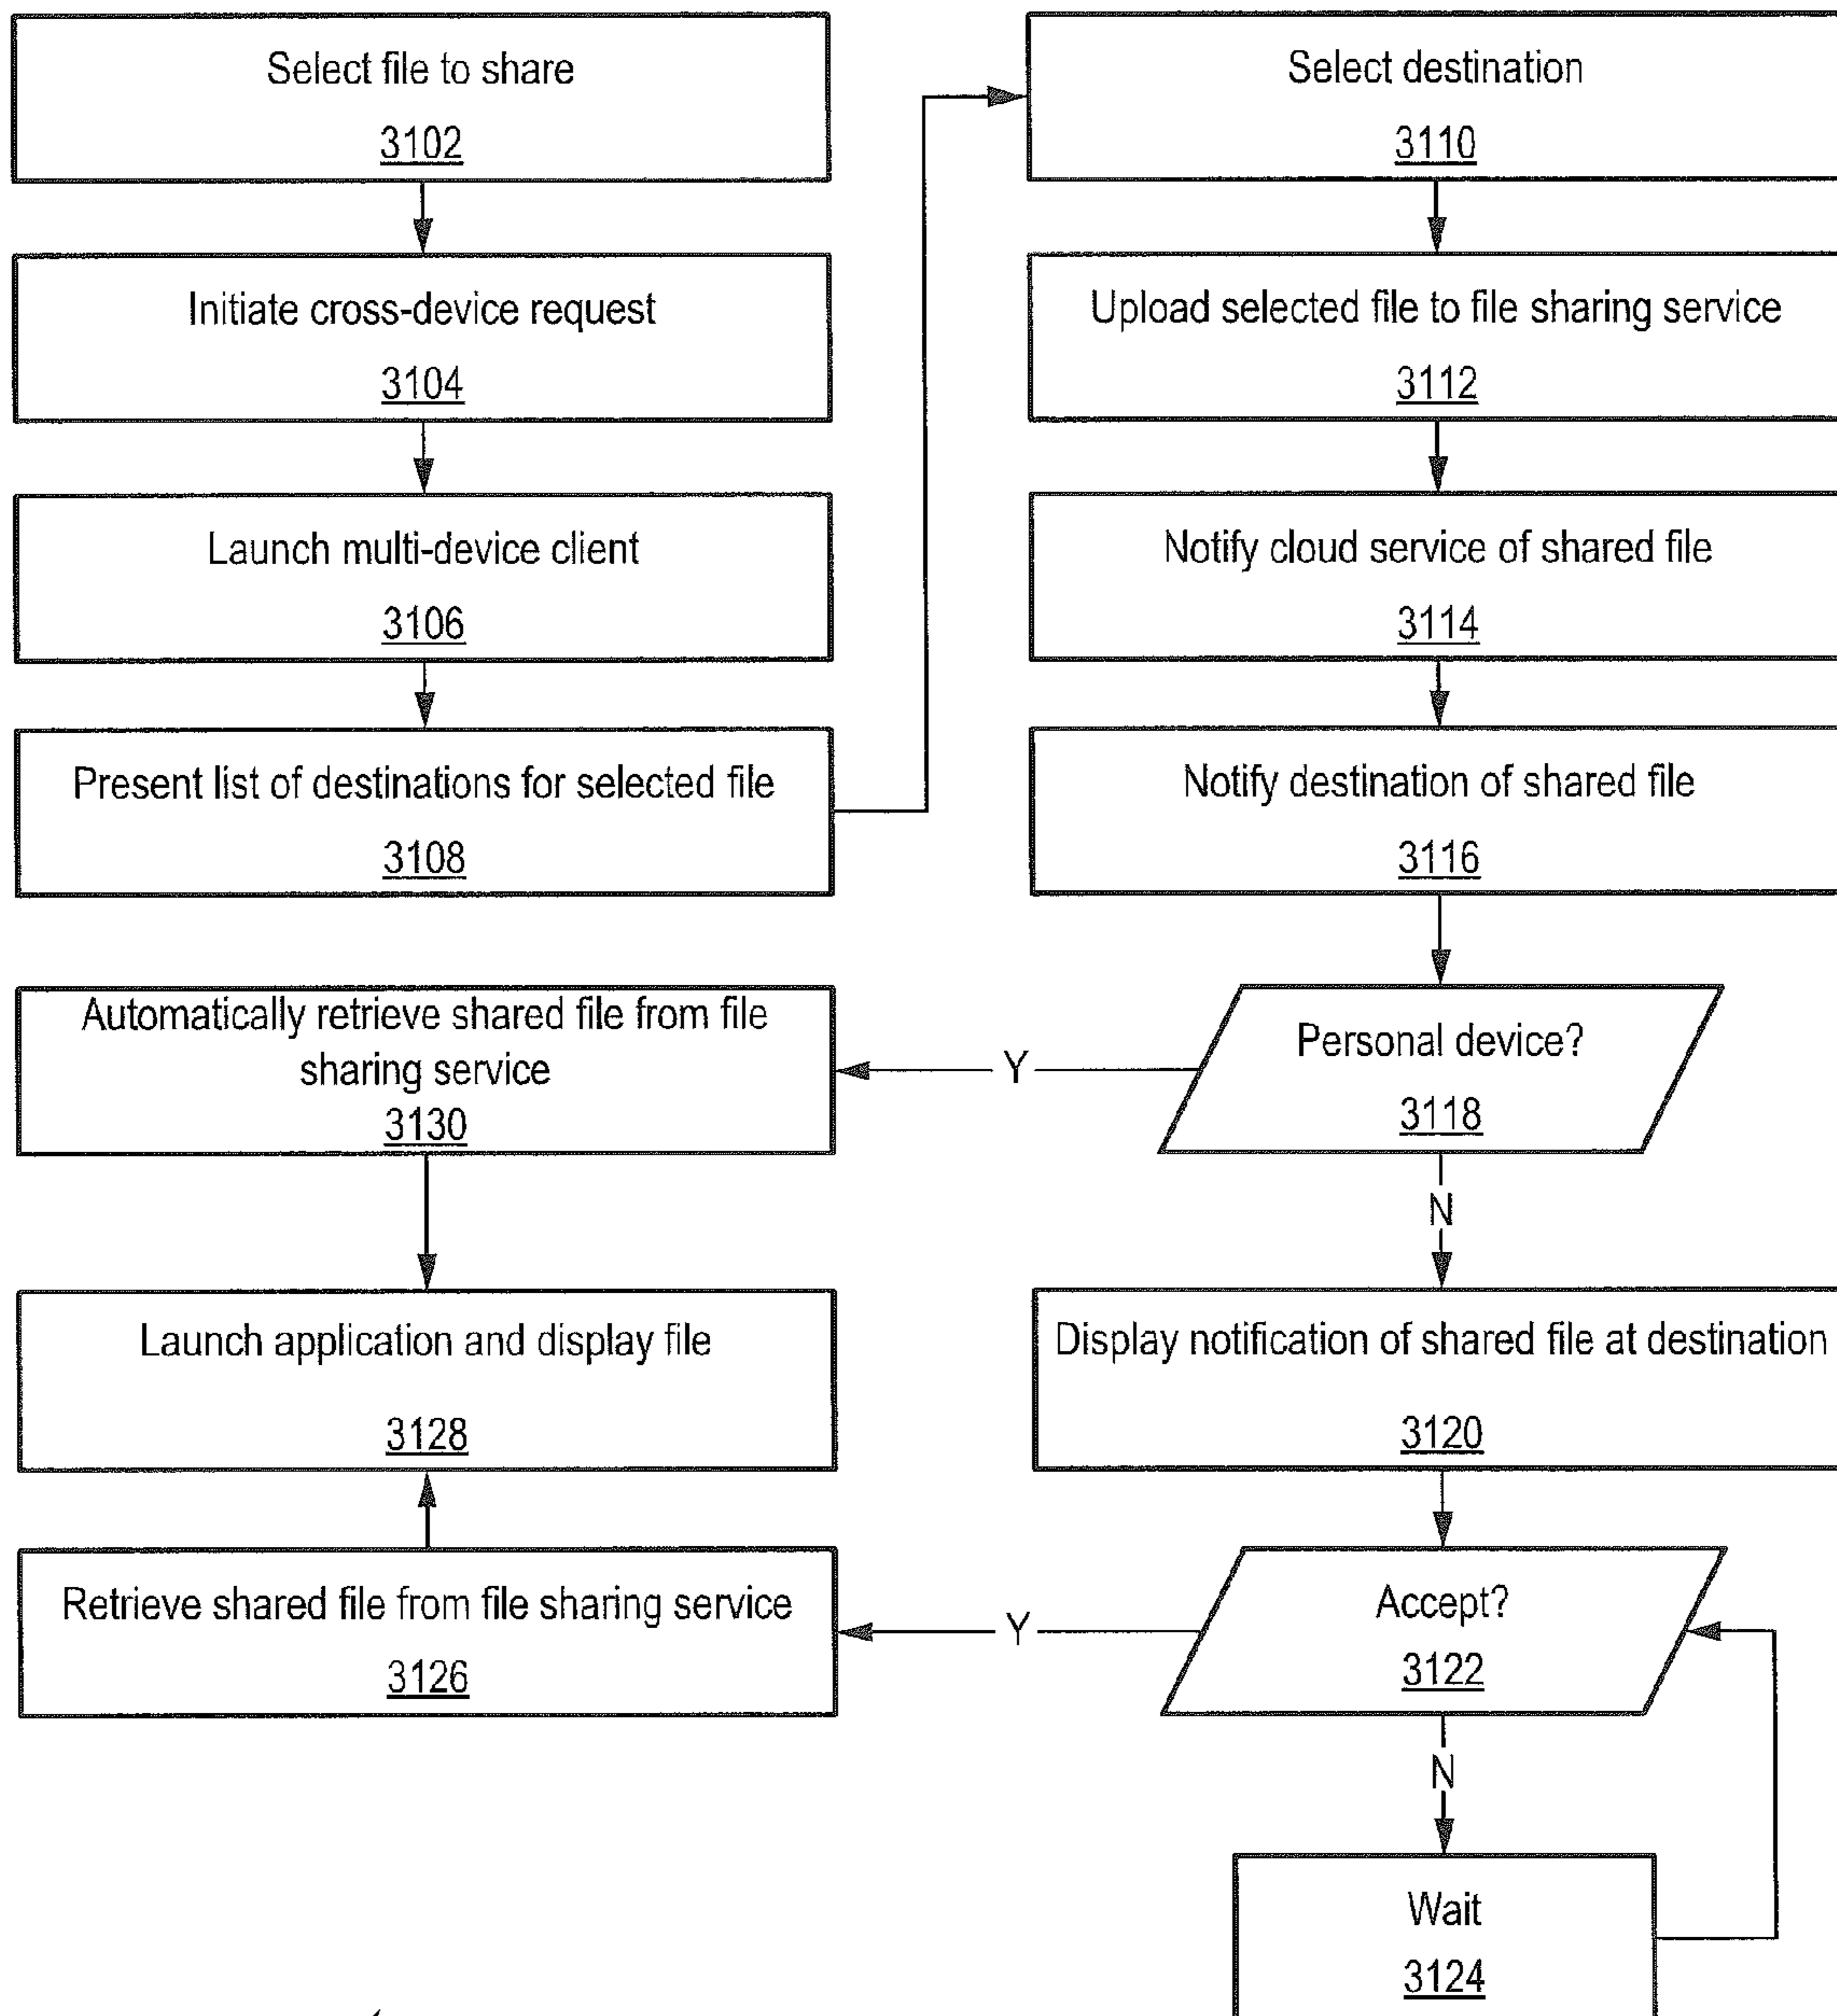 Select file to share
3102
Initiate cross-device request
3104
Launch multi-device client
3106
Present list of destinations for selected file
3108
Select destination
3110
Upload selected file to file sharing service
3112
Notify cloud service of shared file
3114
Notify destination of shared file
3116
Personal device?
3118
Y
N
Automatically retrieve shared file from file
sharing service
3130
Launch application and display file
3128
Display notification of shared file at destination
3120
Accept?
3122
Y
N
Retrieve shared file from file sharing service
3126
Wait
3124